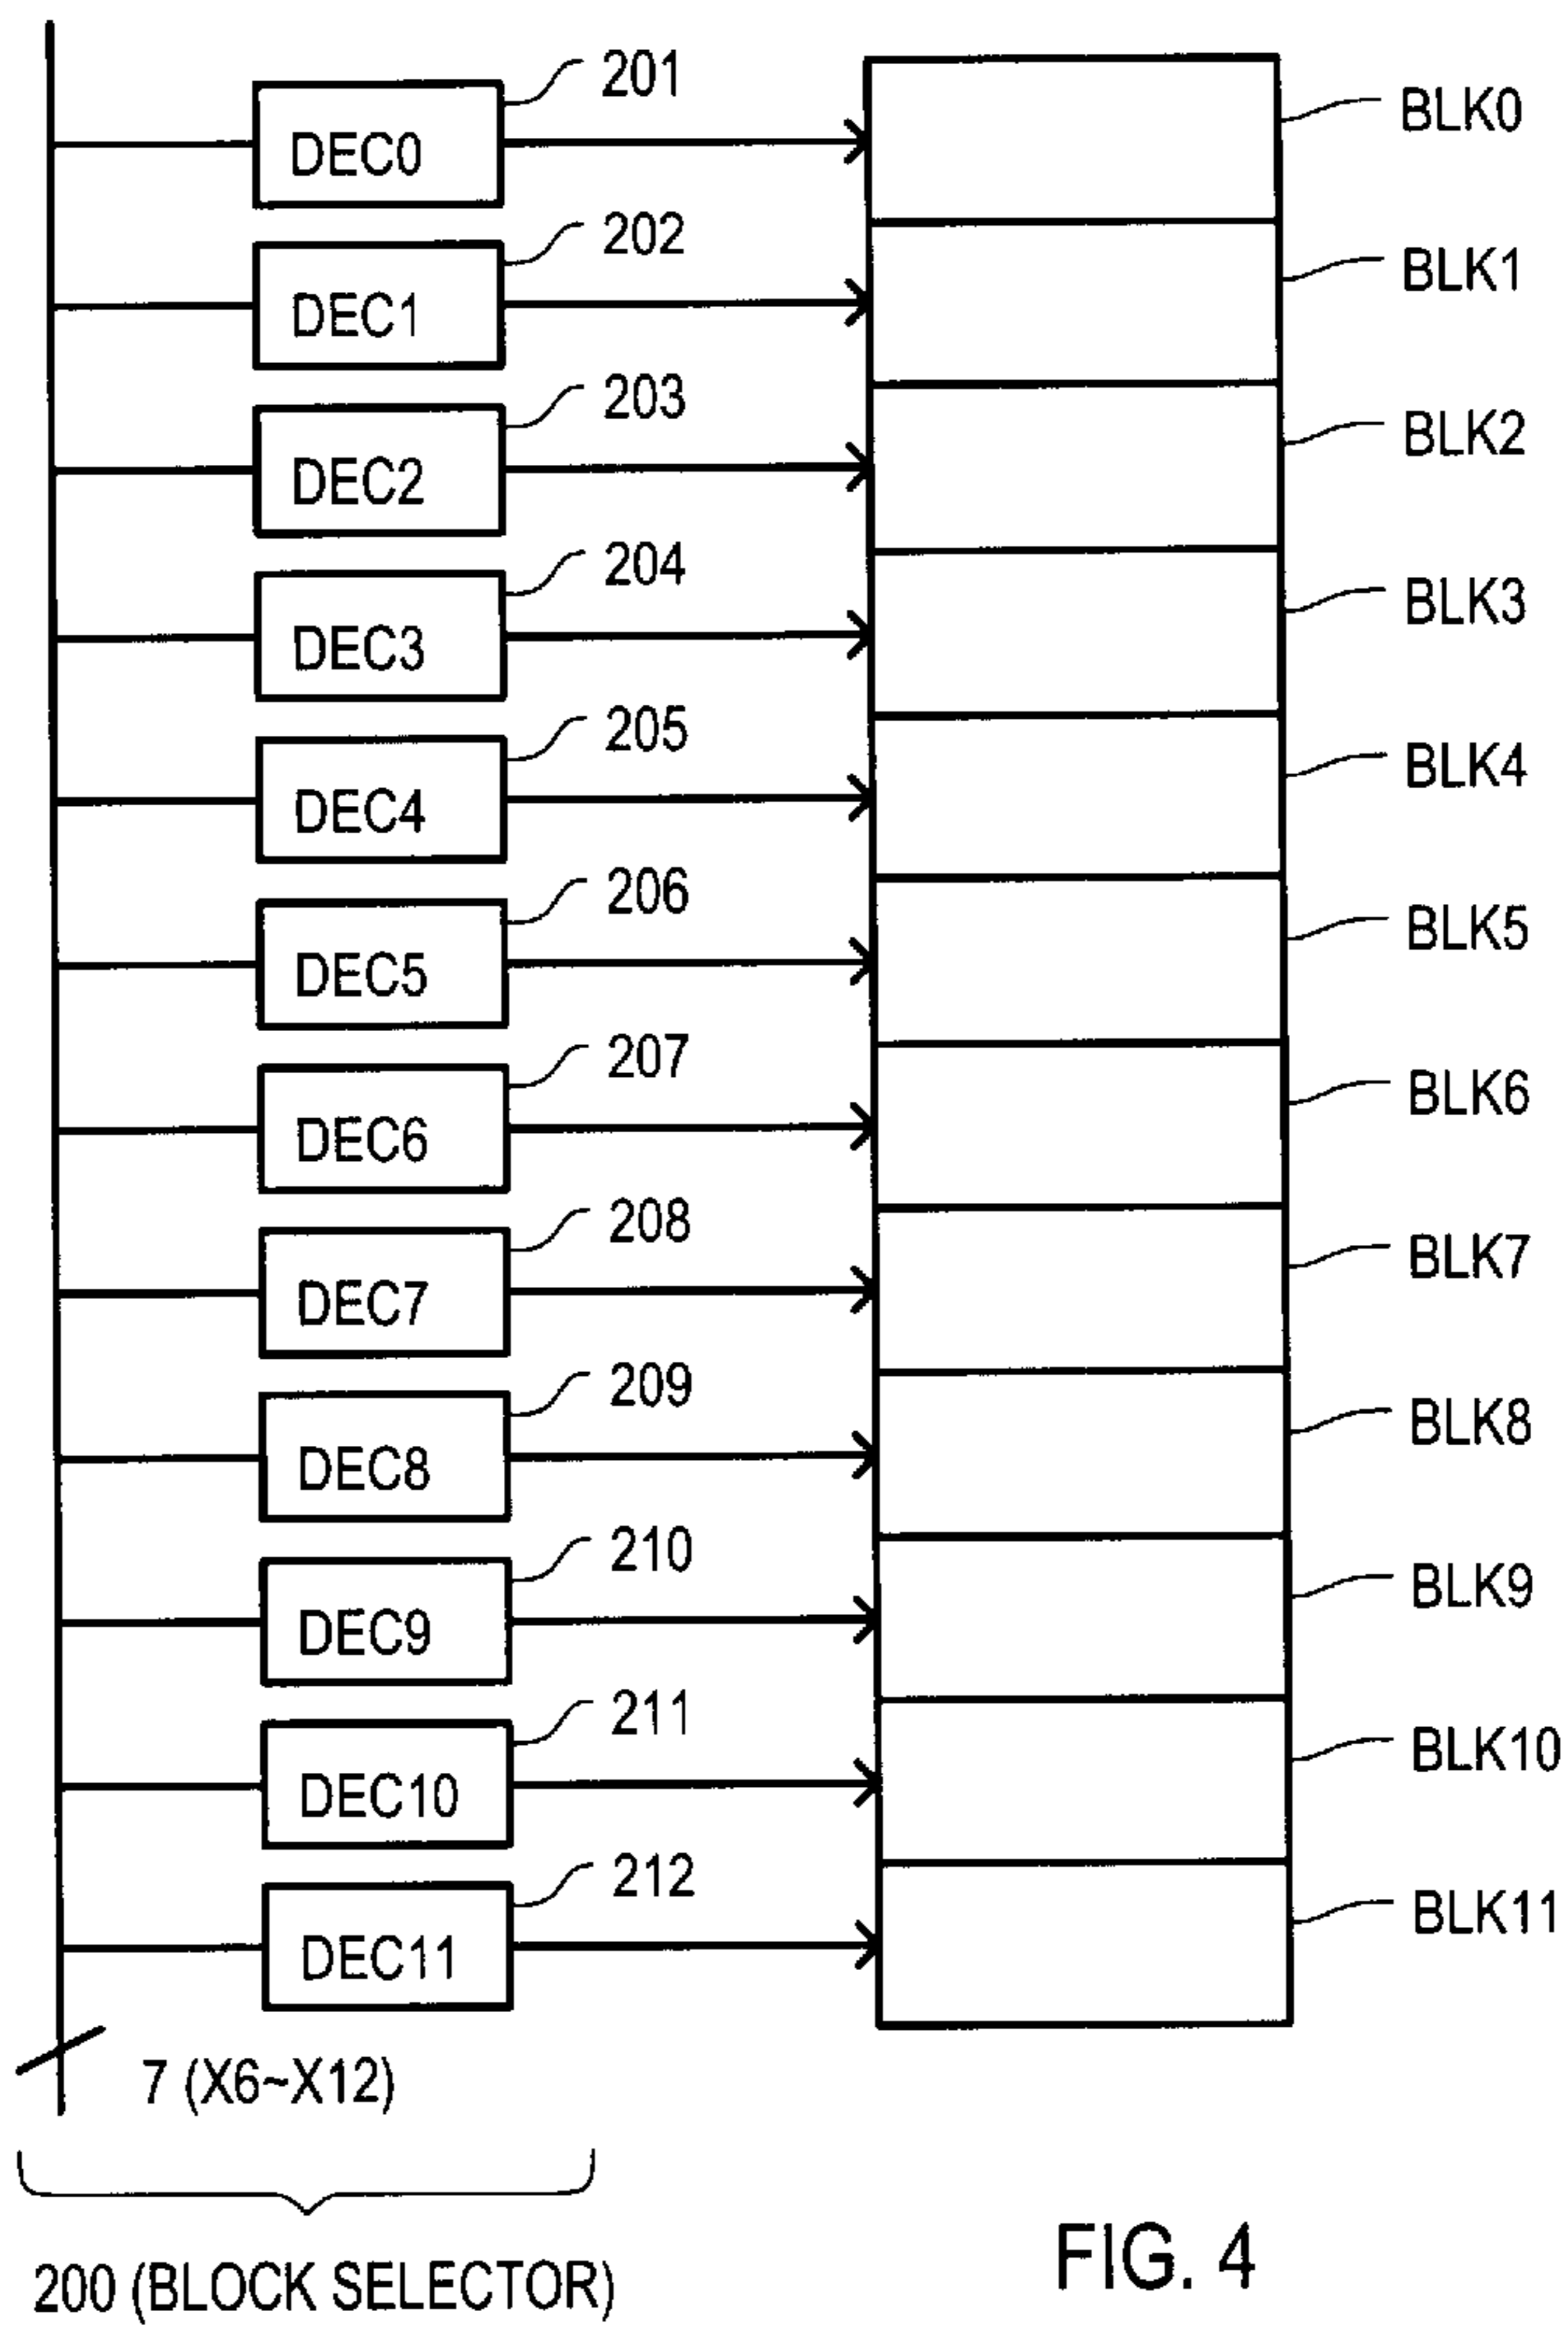 201
DEC0
BLK0
202
DEC1
BLK1
203
DEC2
BLK2
204
DEC3
BLK3
205
DEC4
BLK4
206
DEC5
BLK5
207
DEC6
BLK6
208
DEC7
BLK7
209
DEC8
BLK8
210
DEC9
BLK9
211
DEC10
BLK10
212
DEC11
BLK11
7 (X6~X12)
200 (BLOCK SELECTOR)
FIG. 4